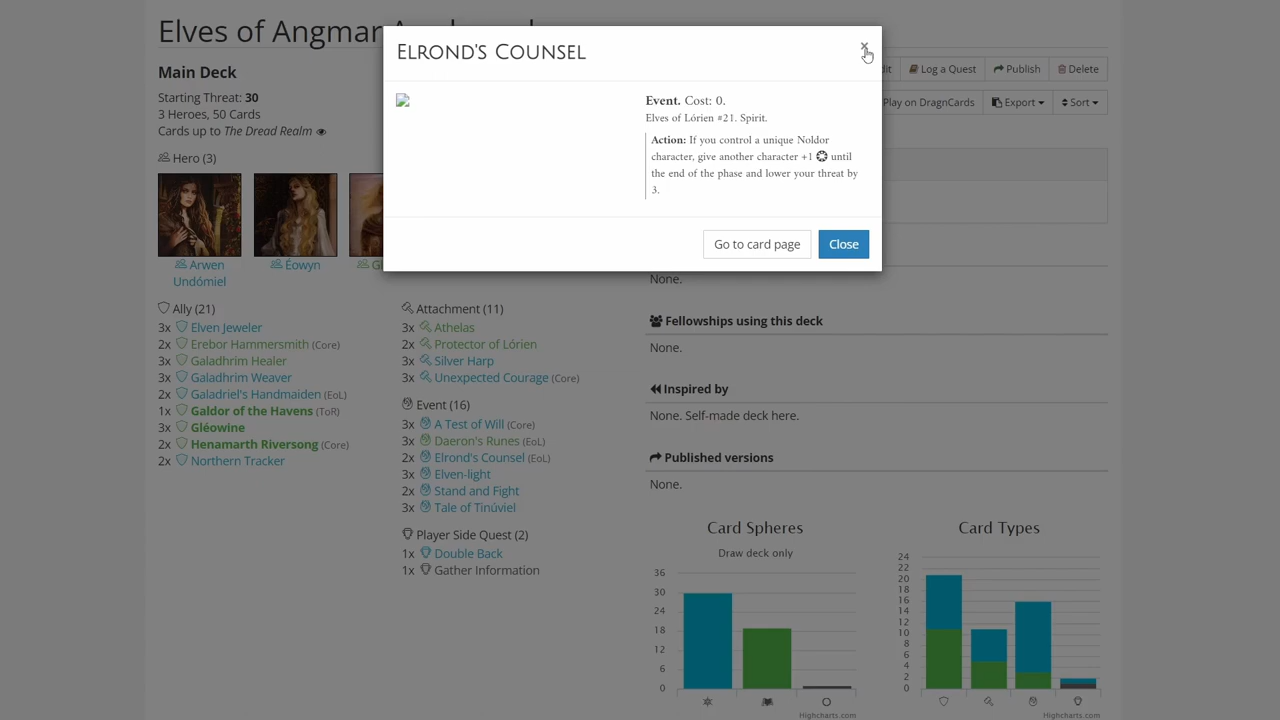 Elves of Angmar
ELROND'S COUNSEL
×
Main Deck
Starting Threat: 30
3 Heroes, 50 Cards
Cards up to The Dread Realm
Log a Quest
Publish
Delete
Play on DragnCards
Export
Sort
Event. Cost: 0.
Elves of Lórien #21. Spirit.
Action: If you control a unique Noldor
character, give another character +1 until
the end of the phase and lower your threat by
3.
Go to card page
Close
Hero (3)
Arwen
Undómiel
Éowyn
Ally (21)
3x Elven Jeweler
2x Erebor Hammersmith (Core)
3x Galadhrim Healer
3x Galadhrim Weaver
2x Galadriel's Handmaiden (EoL)
1x Galdor of the Havens (ToR)
3x Gléowine
2x Henamarth Riversong (Core)
2x Northern Tracker
Attachment (11)
3x Athelas
2x Protector of Lórien
3x Silver Harp
3x Unexpected Courage (Core)
Event (16)
3x A Test of Will (Core)
3x Daeron's Runes (EoL)
2x Elrond's Counsel (EoL)
3x Elven-light
2x Stand and Fight
3x Tale of Tinúviel
Player Side Quest (2)
1x Double Back
1x Gather Information
None.
Fellowships using this deck
None.
Inspired by
None. Self-made deck here.
Published versions
None.
Card Spheres
Draw deck only
36
30
24
18
12
6
0
Highcharts.com
Card Types
24
22
20
18
16
14
12
10
8
6
4
2
0
Highcharts.com